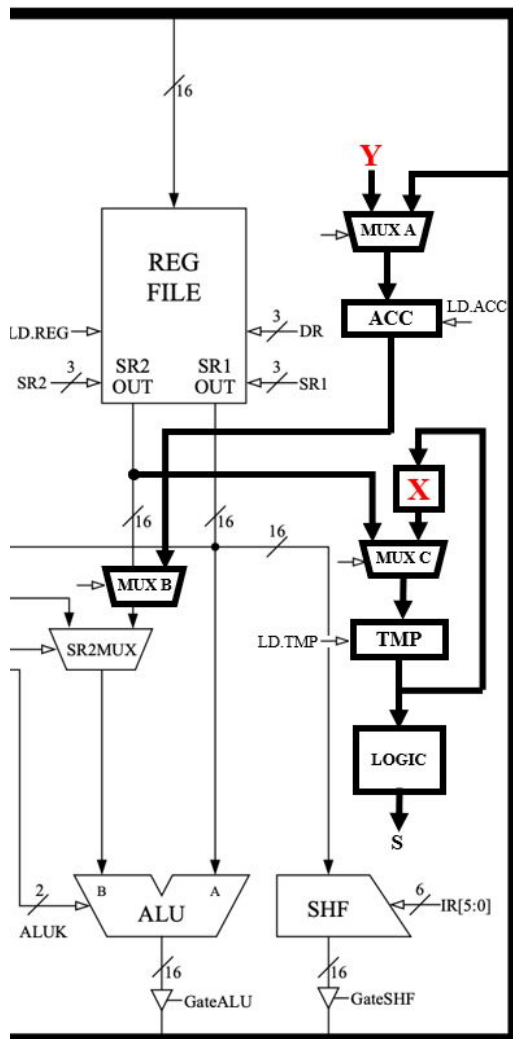 16
Y
MUX A
REG
FILE
LD.ACC
ACC
LD.REG
3
DR
SR2
SR1
OUT
OUT
SR2
3
3
SR1
X
16
16
16
MUX C
MUX B
SR2MUX
LD.TMP
TMP
LOGIC
S
B
A
2
ALU
SHF
6
IR[5:0]
ALUK
16
16
GateALU
GateSHF